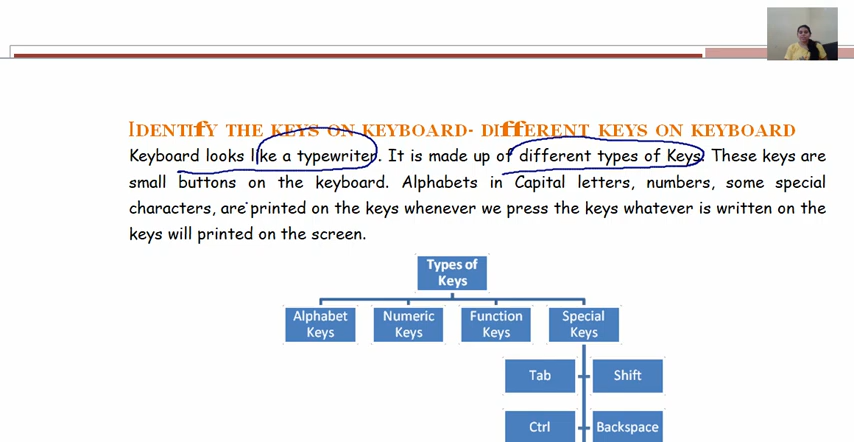 IDENTIfY THE KEYS ON KEYBOARD- DIffERENT KEYS ON KEYBOARD
Keyboard looks like a typewriter. It is made up of different types of Keys. These keys are
small buttons on the keyboard. Alphabets in Capital letters, numbers, some special
characters, are printed on the keys whenever we press the keys whatever is written on the
keys will printed on the screen.
Types of
Keys
Alphabet
Keys
Numeric
Keys
Function
Keys
Special
Keys
Tab
Shift
Ctrl
Backspace